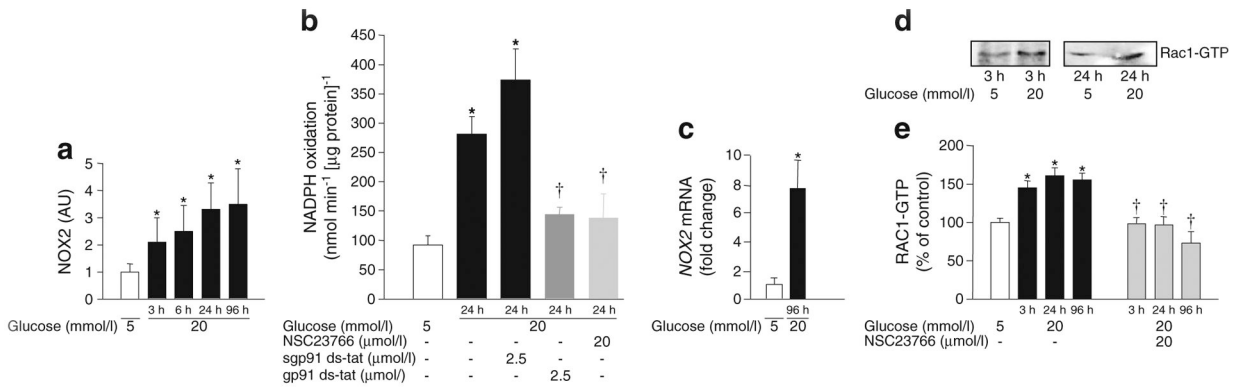 a
NOX2 (AU)
5
4
3
2
1
0
3 h 6 h 24 h 96 h
Glucose (mmol/l) 5 20
* * * *
b
NADPH oxidation
(nmol min-1 [µg protein]-1
450
400
350
300
250
200
150
100
50
0
* * † †
24 h 24 h 24 h 24 h
Glucose (mmol/l) 5 20
NSC23766 (µmol/l) - - - - 20
sgp91 ds-tat (µmol/l) - - 2.5 - -
gp91 ds-tat (µmol/) - - - 2.5 -
c
NOX2 mRNA
(fold change)
10
8
6
4
2
0
*
96 h
Glucose (mmol/l) 5 20
d
Rac1-GTP
3 h 3 h 24 h 24 h
Glucose (mmol/l) 5 20 5 20
e
RAC1-GTP
(% of control)
150
100
50
0
* * * † † †
3 h 24 h 96 h 3 h 24 h 96 h
Glucose (mmol/l) 5 20 20
NSC23766 (µmol/l) - - 20